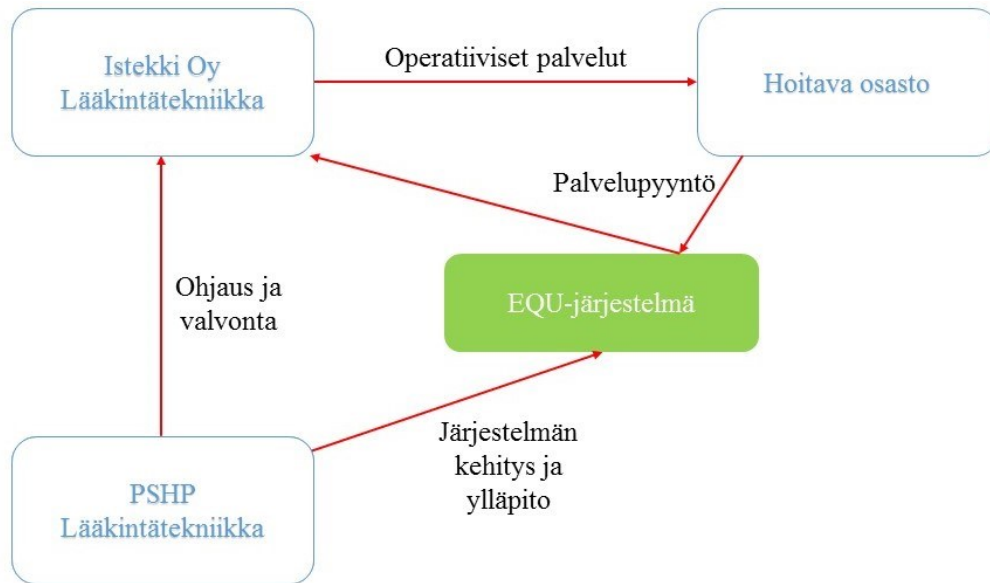 Istekki Oy
Lääkintätekniikka
Operatiiviset palvelut
Hoitava osasto
Palvelupyyntö
EQU-järjestelmä
Ohjaus ja
valvonta
Järjestelmän
kehitys ja
ylläpito
PSHP
Lääkintätekniikka